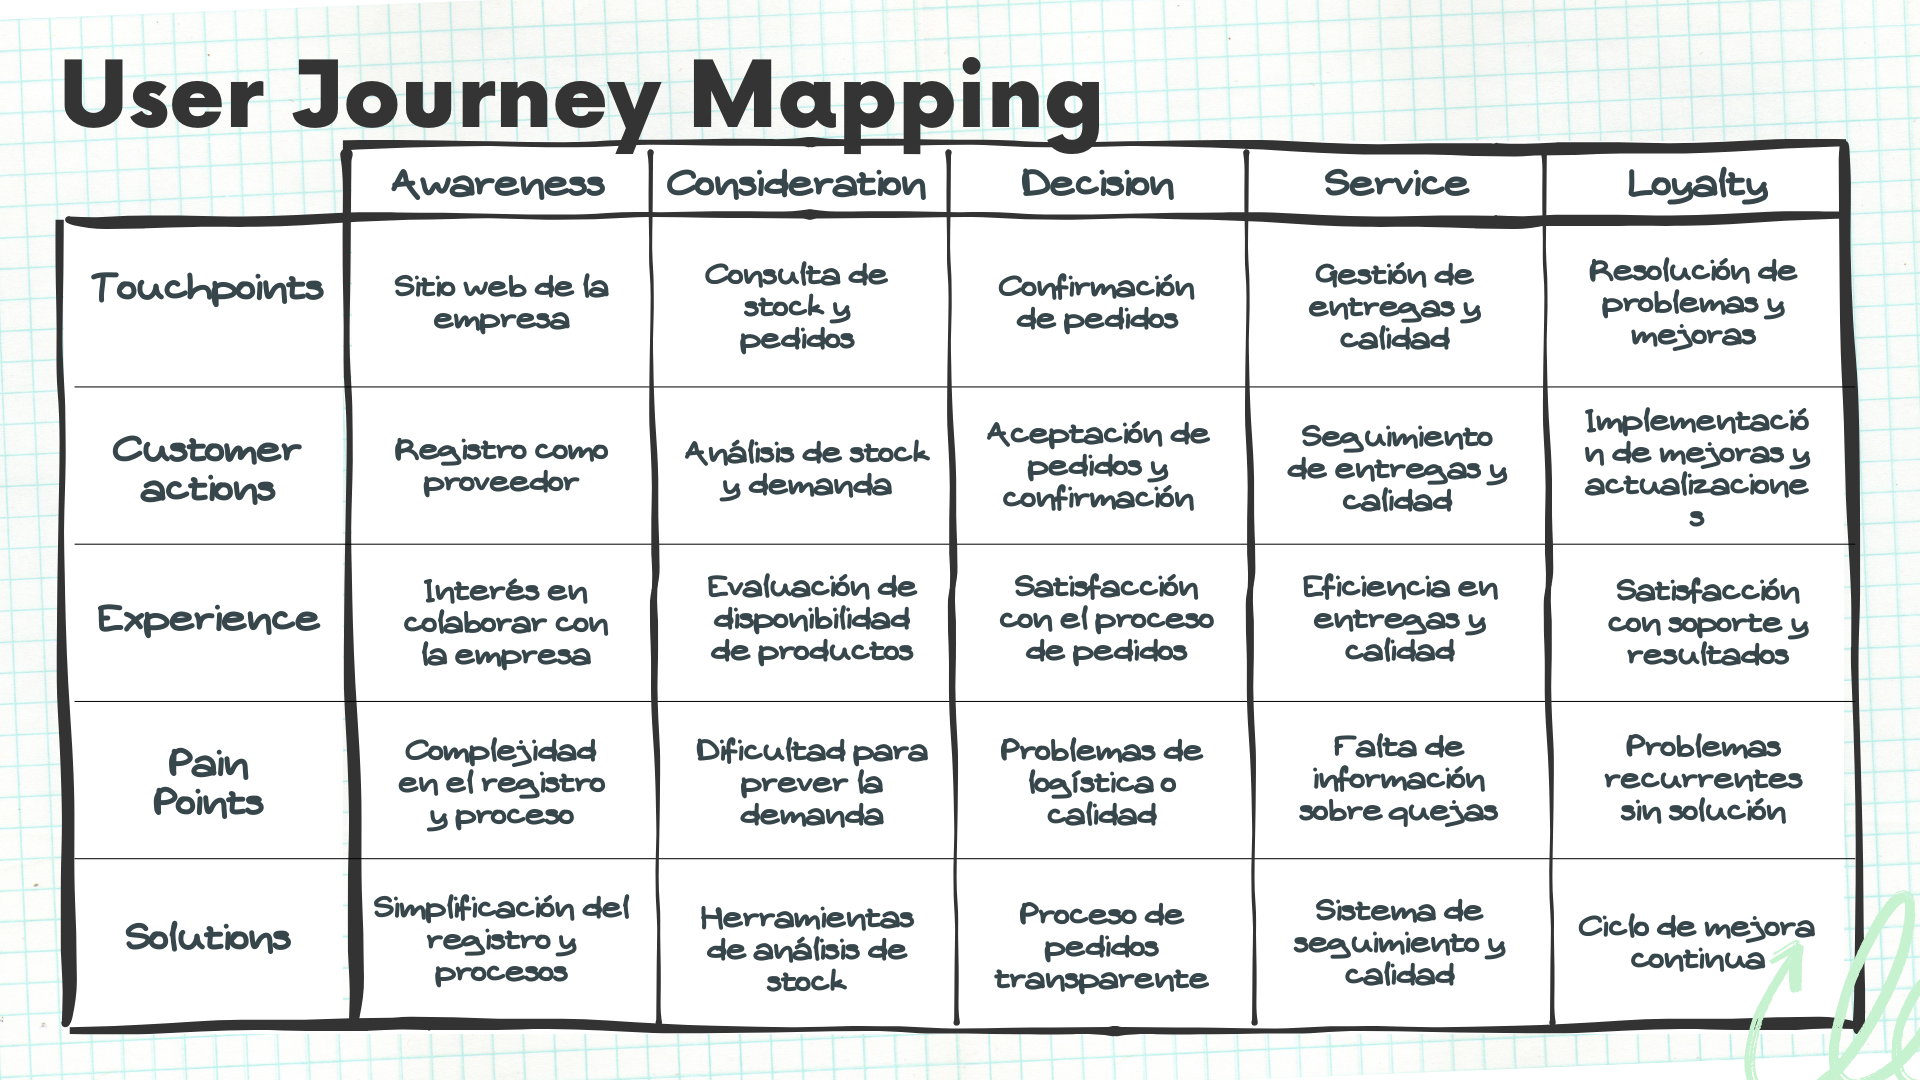 User Journey Mapping
Awareness
Consideration
Decision
Service
Loyalty
Touchpoints
Sitio web de la
empresa
Consulta de
stock y
pedidos
Confirmación
de pedidos
Gestión de
entregas y
calidad
Resolución de
problemas y
mejoras
Customer
actions
Registro como
proveedor
Análisis de stock
y demanda
Aceptación de
pedidos y
confirmación
Seguimiento
de entregas y
calidad
Implementació
n de mejoras y
actualizacione
s
Experience
Interés en
colaborar con
la empresa
Evaluación de
disponibilidad
de productos
Satisfacción
con el proceso
de pedidos
Eficiencia en
entregas y
calidad
Satisfacción
con soporte y
resultados
Pain
Points
Complejidad
en el registro
y proceso
Dificultad para
prever la
demanda
Problemas de
logística o
calidad
Falta de
información
sobre quejas
Problemas
recurrentes
sin solución
Solutions
Simplificación del
registro y
procesos
Herramientas
de análisis de
stock
Proceso de
pedidos
transparente
Sistema de
seguimiento y
calidad
Ciclo de mejora
continua